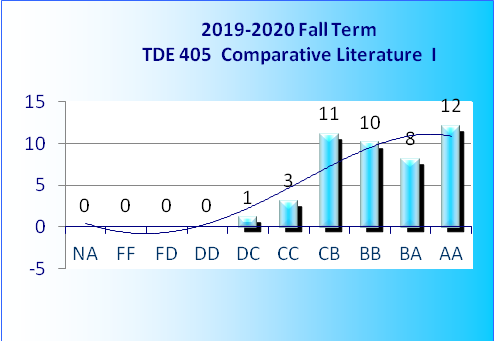 2019-2020 Fall Term
TDE 405 Comparative Literature I
15
10
5
0
-5
0 0 0 0 1 3 11 10 8 12
NA FF FD DD DC CC CB BB BA AA